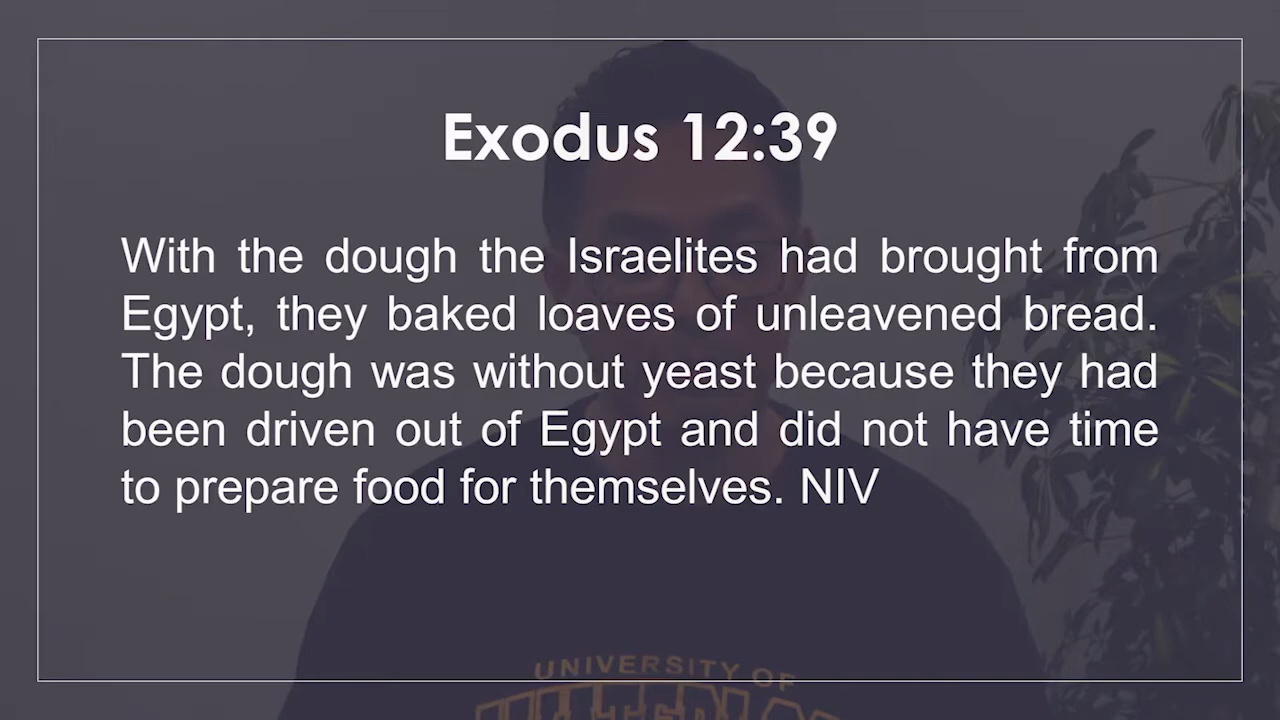 Exodus 12:39
With the dough the Israelites had brought from
Egypt, they baked loaves of unleavened bread.
The dough was without yeast because they had
been driven out of Egypt and did not have time
to prepare food for themselves. NIV
UNIVERSITY OF